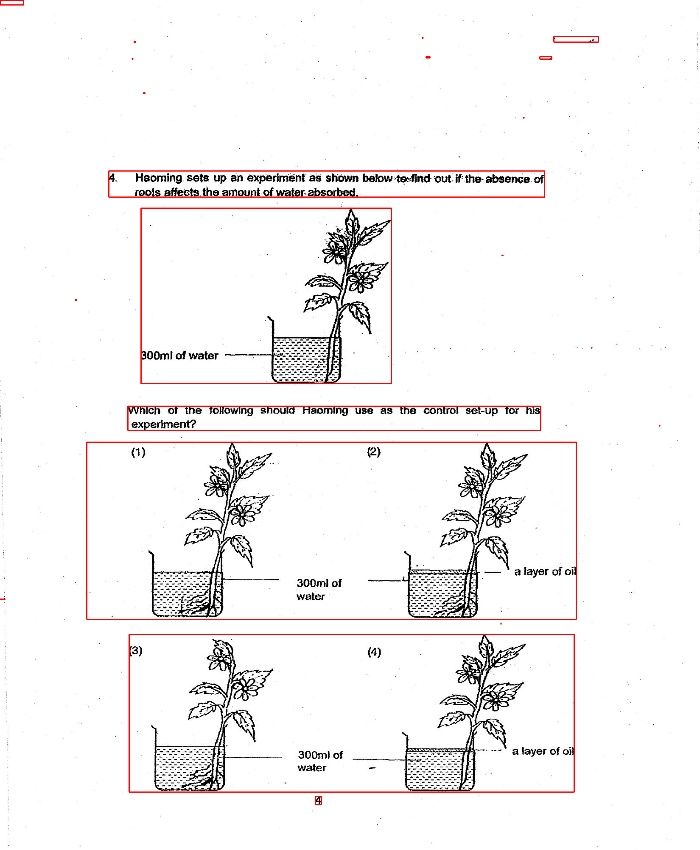 4. Haoming sets up an experiment as shown below to find out if the absence of
roots affects the amount of water absorbed.
300ml of water
Which of the following should Haoming use as the control set-up for his
experiment?
(1) (2)
a layer of oil
300ml of
water
(3) (4)
a layer of oil
300ml of
water
4